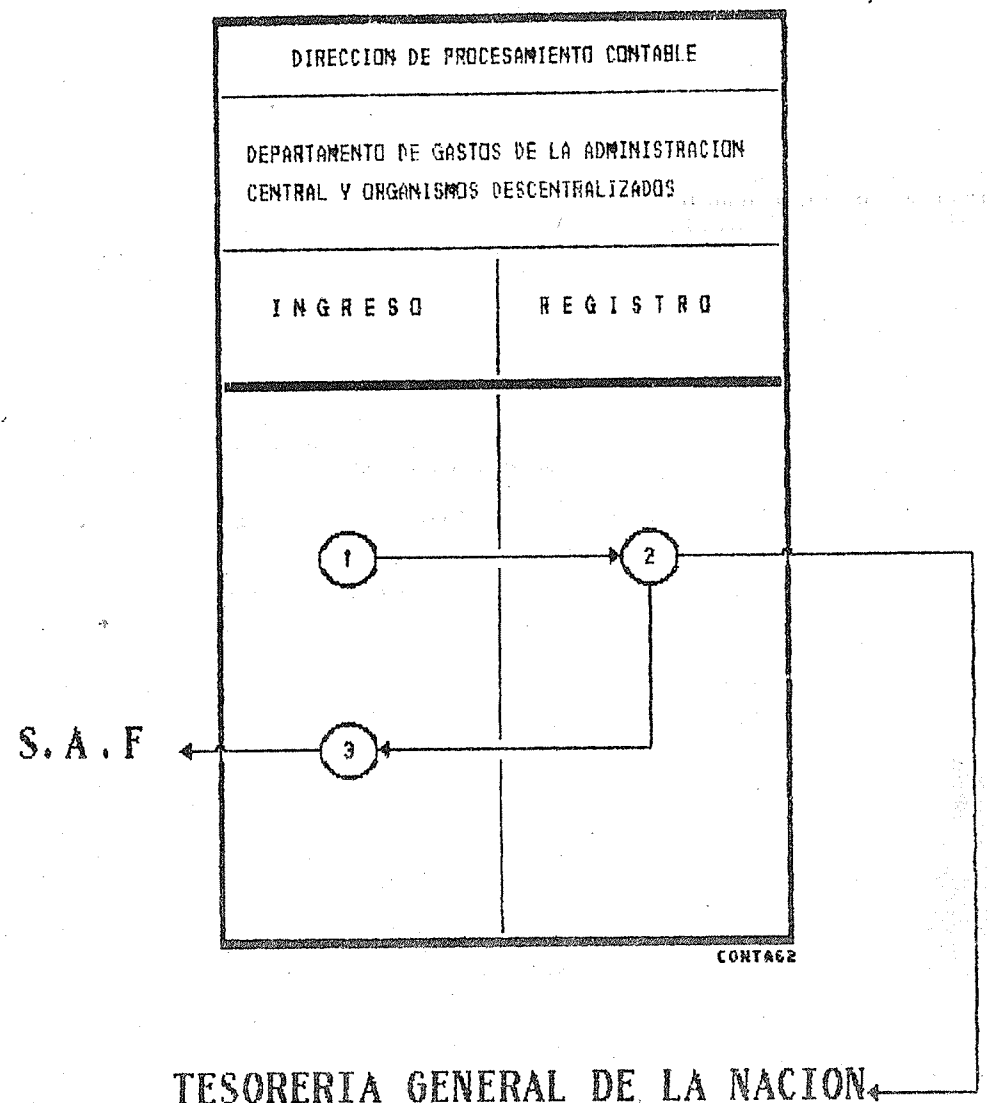 DIRECCION DE PROCESAMIENTO CONTABLE
DEPARTAMENTO DE GASTOS DE LA ADMINISTRACION
CENTRAL Y ORGANISMOS DESCENTRALIZADOS
INGRESO REGISTRO
1 2
S.A.F 3
CONTA62
TESORERIA GENERAL DE LA NACION